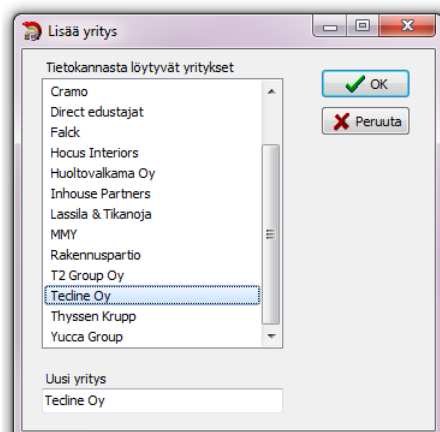 Lisää yritys
Tietokannasta löytyvät yritykset
Cramo
Direct edustajat
Falck
Hocus Interiors
Huoltovalkama Oy
Inhouse Partners
Lassila & Tikanoja
MMY
Rakennuspartio
T2 Group Oy
Tecline Oy
Thyssen Krupp
Yucca Group
OK
Peruuta
Uusi yritys
Tecline Oy